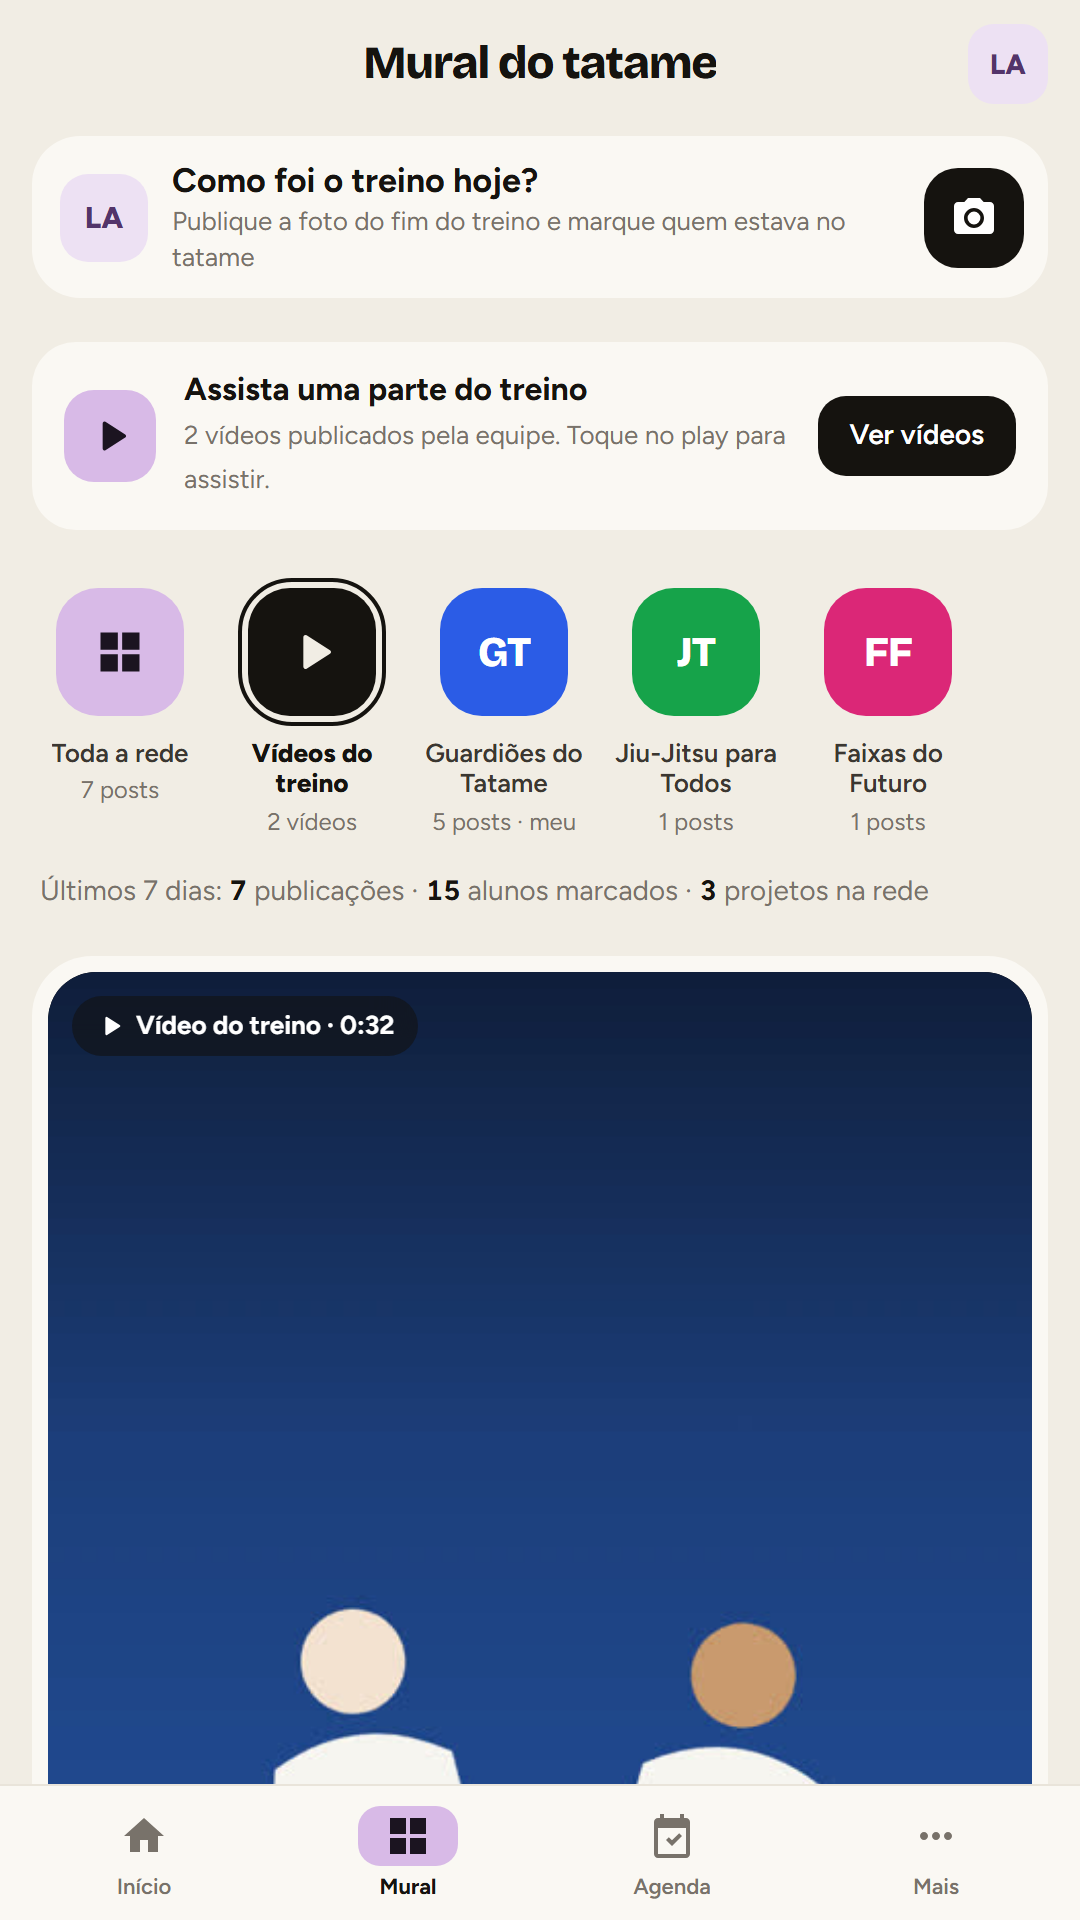 Mural do tatame
LA
LA
Como foi o treino hoje?
Publique a foto do fim do treino e marque quem estava no
tatame
Assista uma parte do treino
2 vídeos publicados pela equipe. Toque no play para
assistir.
Ver vídeos
GT
JT
FF
Toda a rede
7 posts
Vídeos do
treino
2 vídeos
Guardiões do
Tatame
5 posts · meu
Jiu-Jitsu para
Todos
1 posts
Faixas do
Futuro
1 posts
Últimos 7 dias: 7 publicações · 15 alunos marcados · 3 projetos na rede
Vídeo do treino · 0:32
Início
Mural
Agenda
Mais